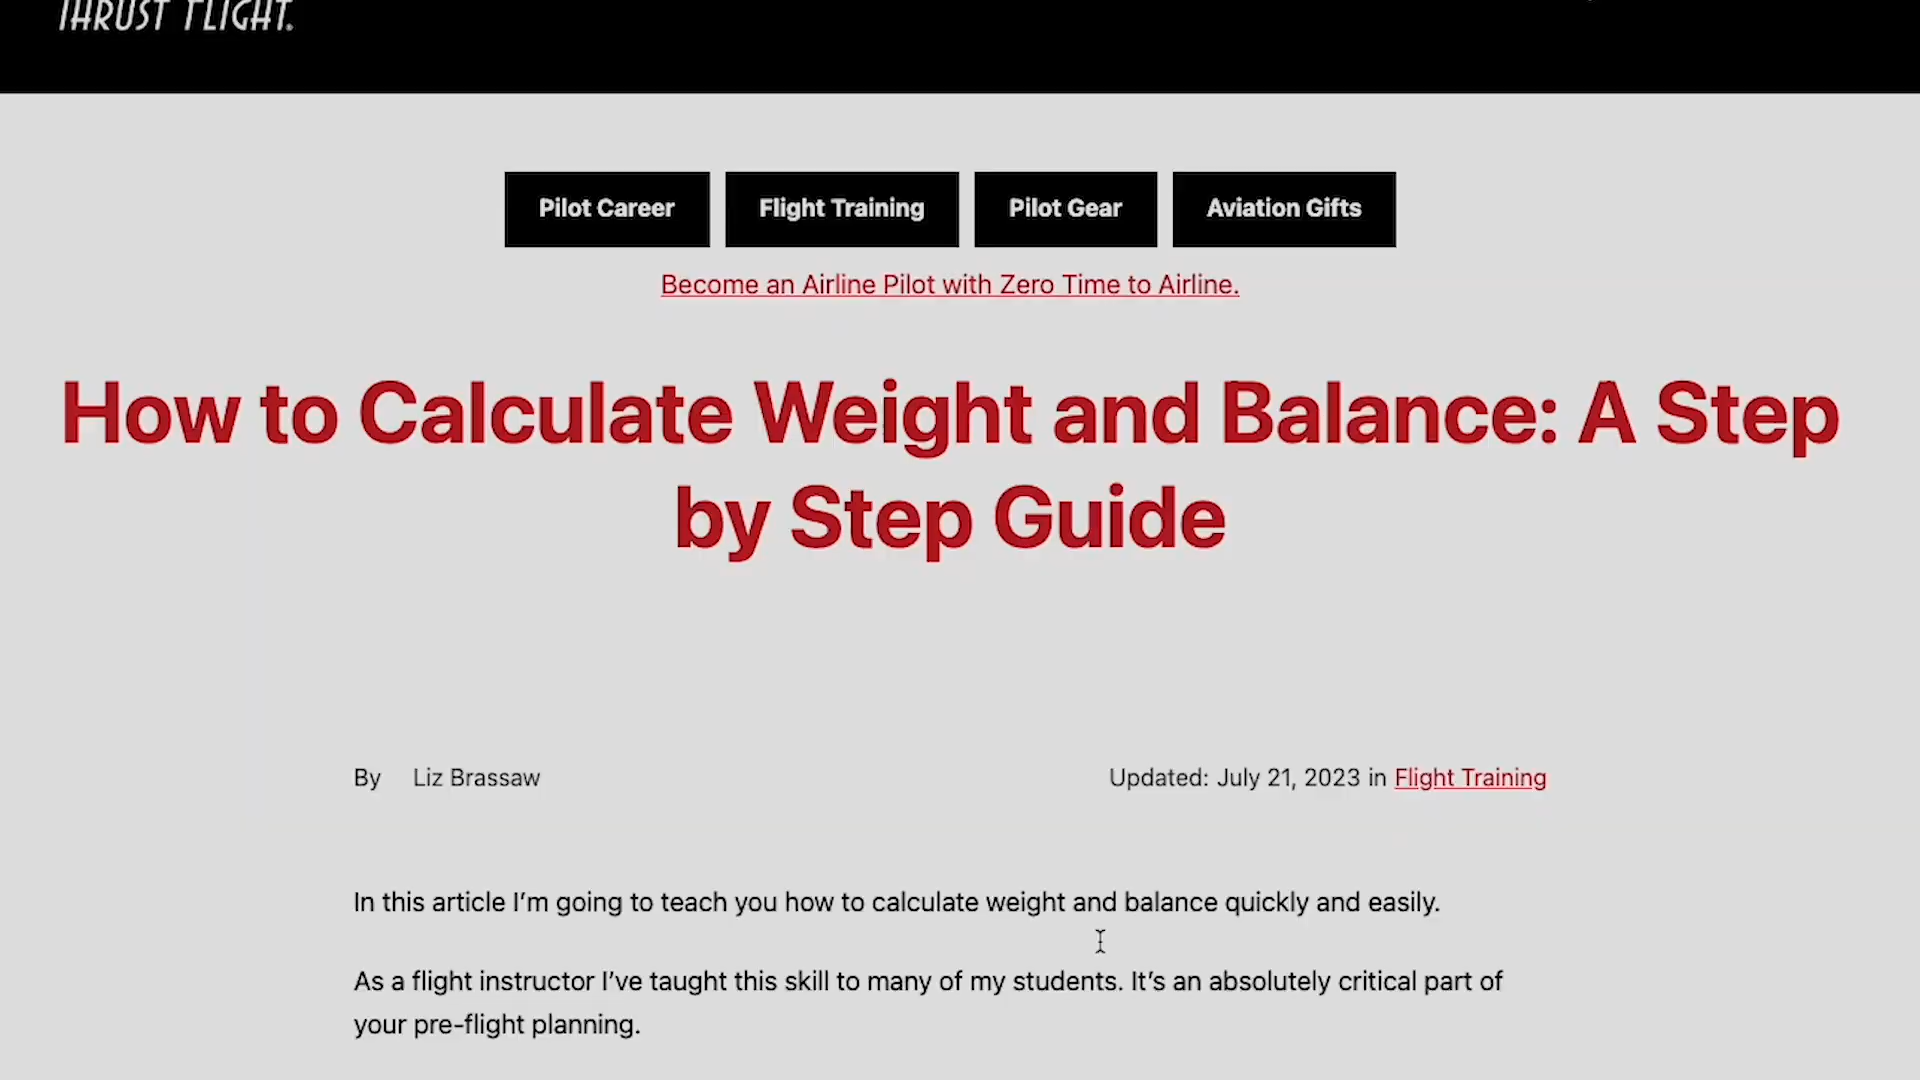 THRUST FLIGHT.
Pilot Career
Flight Training
Pilot Gear
Aviation Gifts
Become an Airline Pilot with Zero Time to Airline.
How to Calculate Weight and Balance: A Step
by Step Guide
By Liz Brassaw
Updated: July 21, 2023 in Flight Training
In this article I’m going to teach you how to calculate weight and balance quickly and easily.
As a flight instructor I’ve taught this skill to many of my students. It’s an absolutely critical part of
your pre-flight planning.